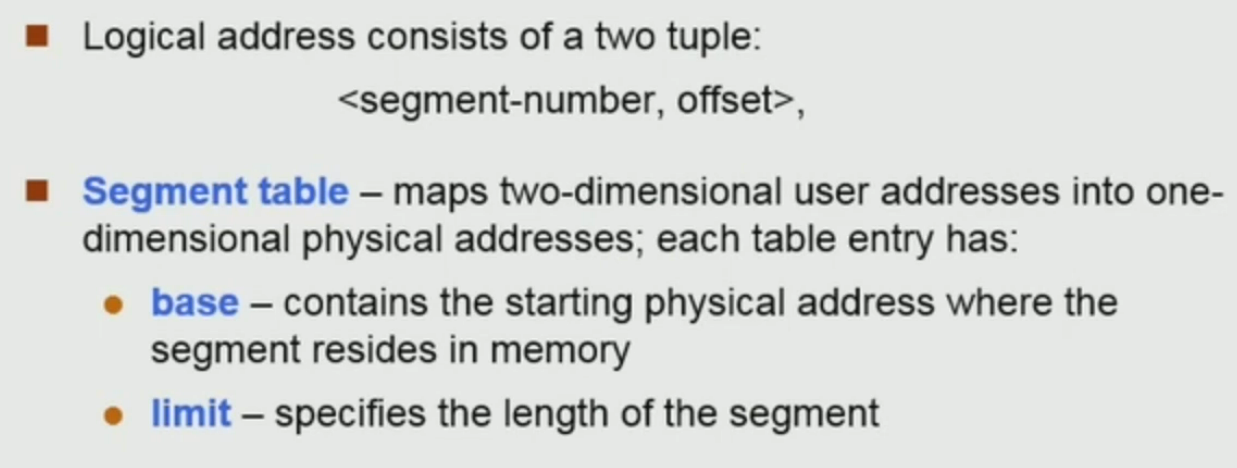 Logical address consists of a two tuple:
<segment-number, offset>,
Segment table – maps two-dimensional user addresses into one-
dimensional physical addresses; each table entry has:
base – contains the starting physical address where the
segment resides in memory
limit – specifies the length of the segment